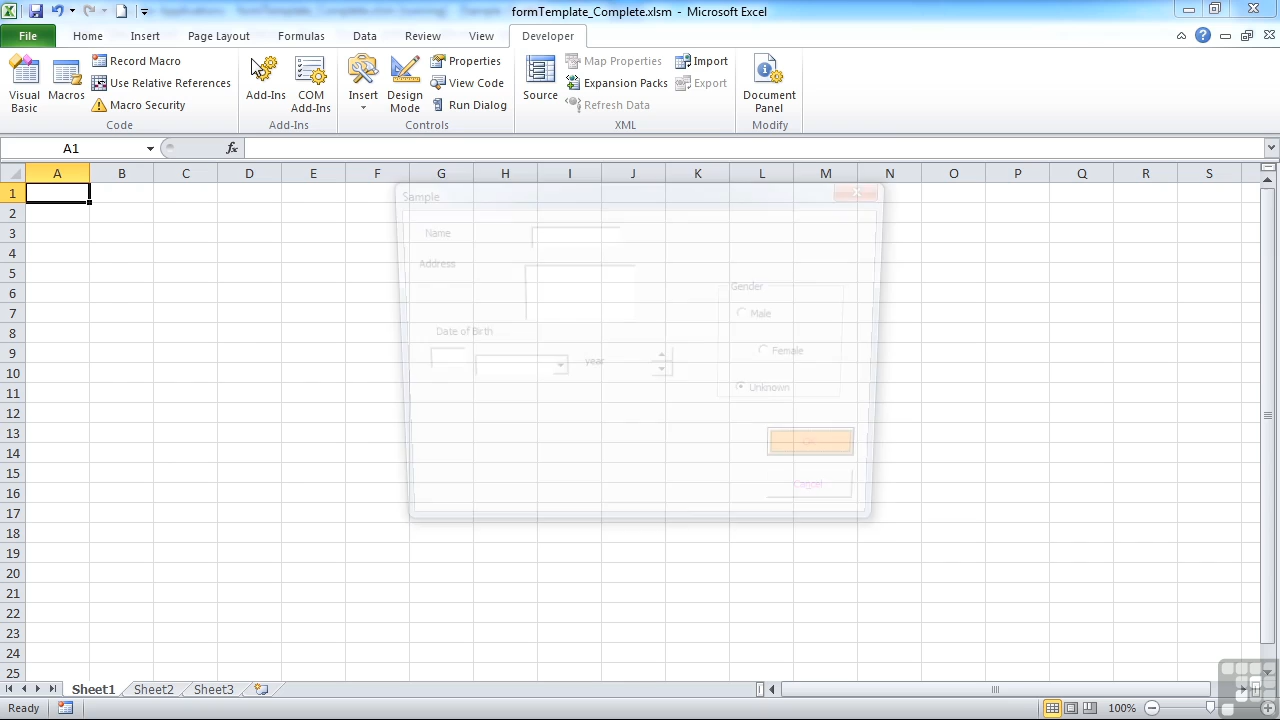 formTemplate_Complete.xlsm - Microsoft Excel
File Home Insert Page Layout Formulas Data Review View Developer
Visual Basic
Macros
Record Macro
Use Relative References
Macro Security
Code
Add-Ins
COM Add-Ins
Add-Ins
Insert
Design Mode
Properties
View Code
Run Dialog
Controls
Source
Map Properties
Expansion Packs
Refresh Data
Import
Export
XML
Document Panel
Modify
A1
fx
A B C D E F G H I J K L M N O P Q R S
1
2
3
4
5
6
7
8
9
10
11
12
13
14
15
16
17
18
19
20
21
22
23
24
25
Sample
Name
Address
Gender
Male
Date of Birth
Female
year
Unknown
Cancel
Sheet1 Sheet2 Sheet3
Ready
100%